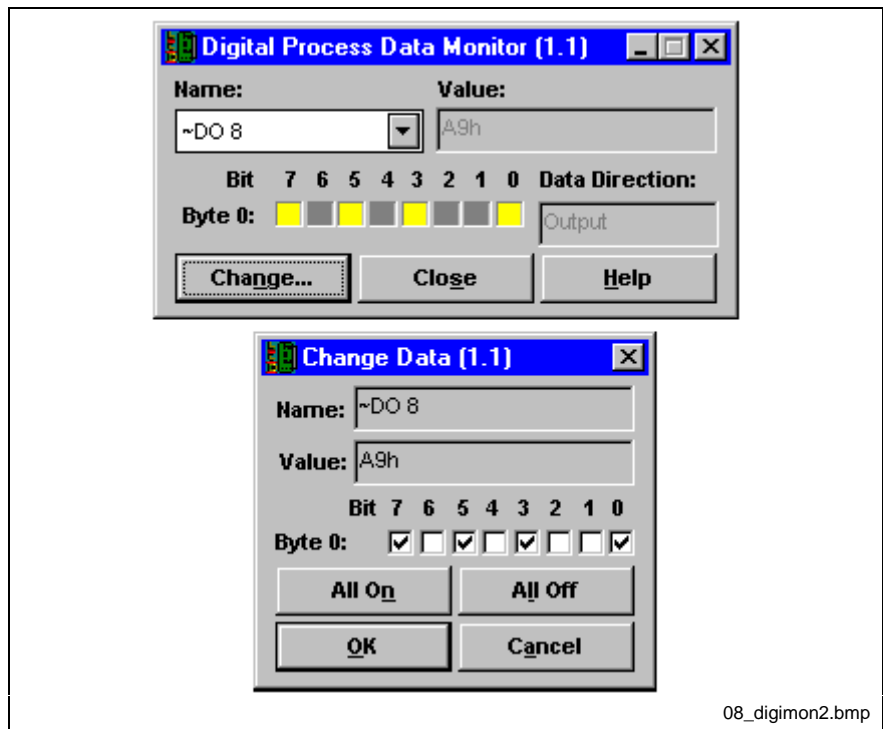 Digital Process Data Monitor (1.1)
Name: Value:
~DO 8 A9h
Bit 7 6 5 4 3 2 1 0 Data Direction:
Byte 0: Output
Change... Close Help
Change Data (1.1)
Name: ~DO 8
Value: A9h
Bit 7 6 5 4 3 2 1 0
Byte 0:
All On All Off
OK Cancel
08_digimon2.bmp